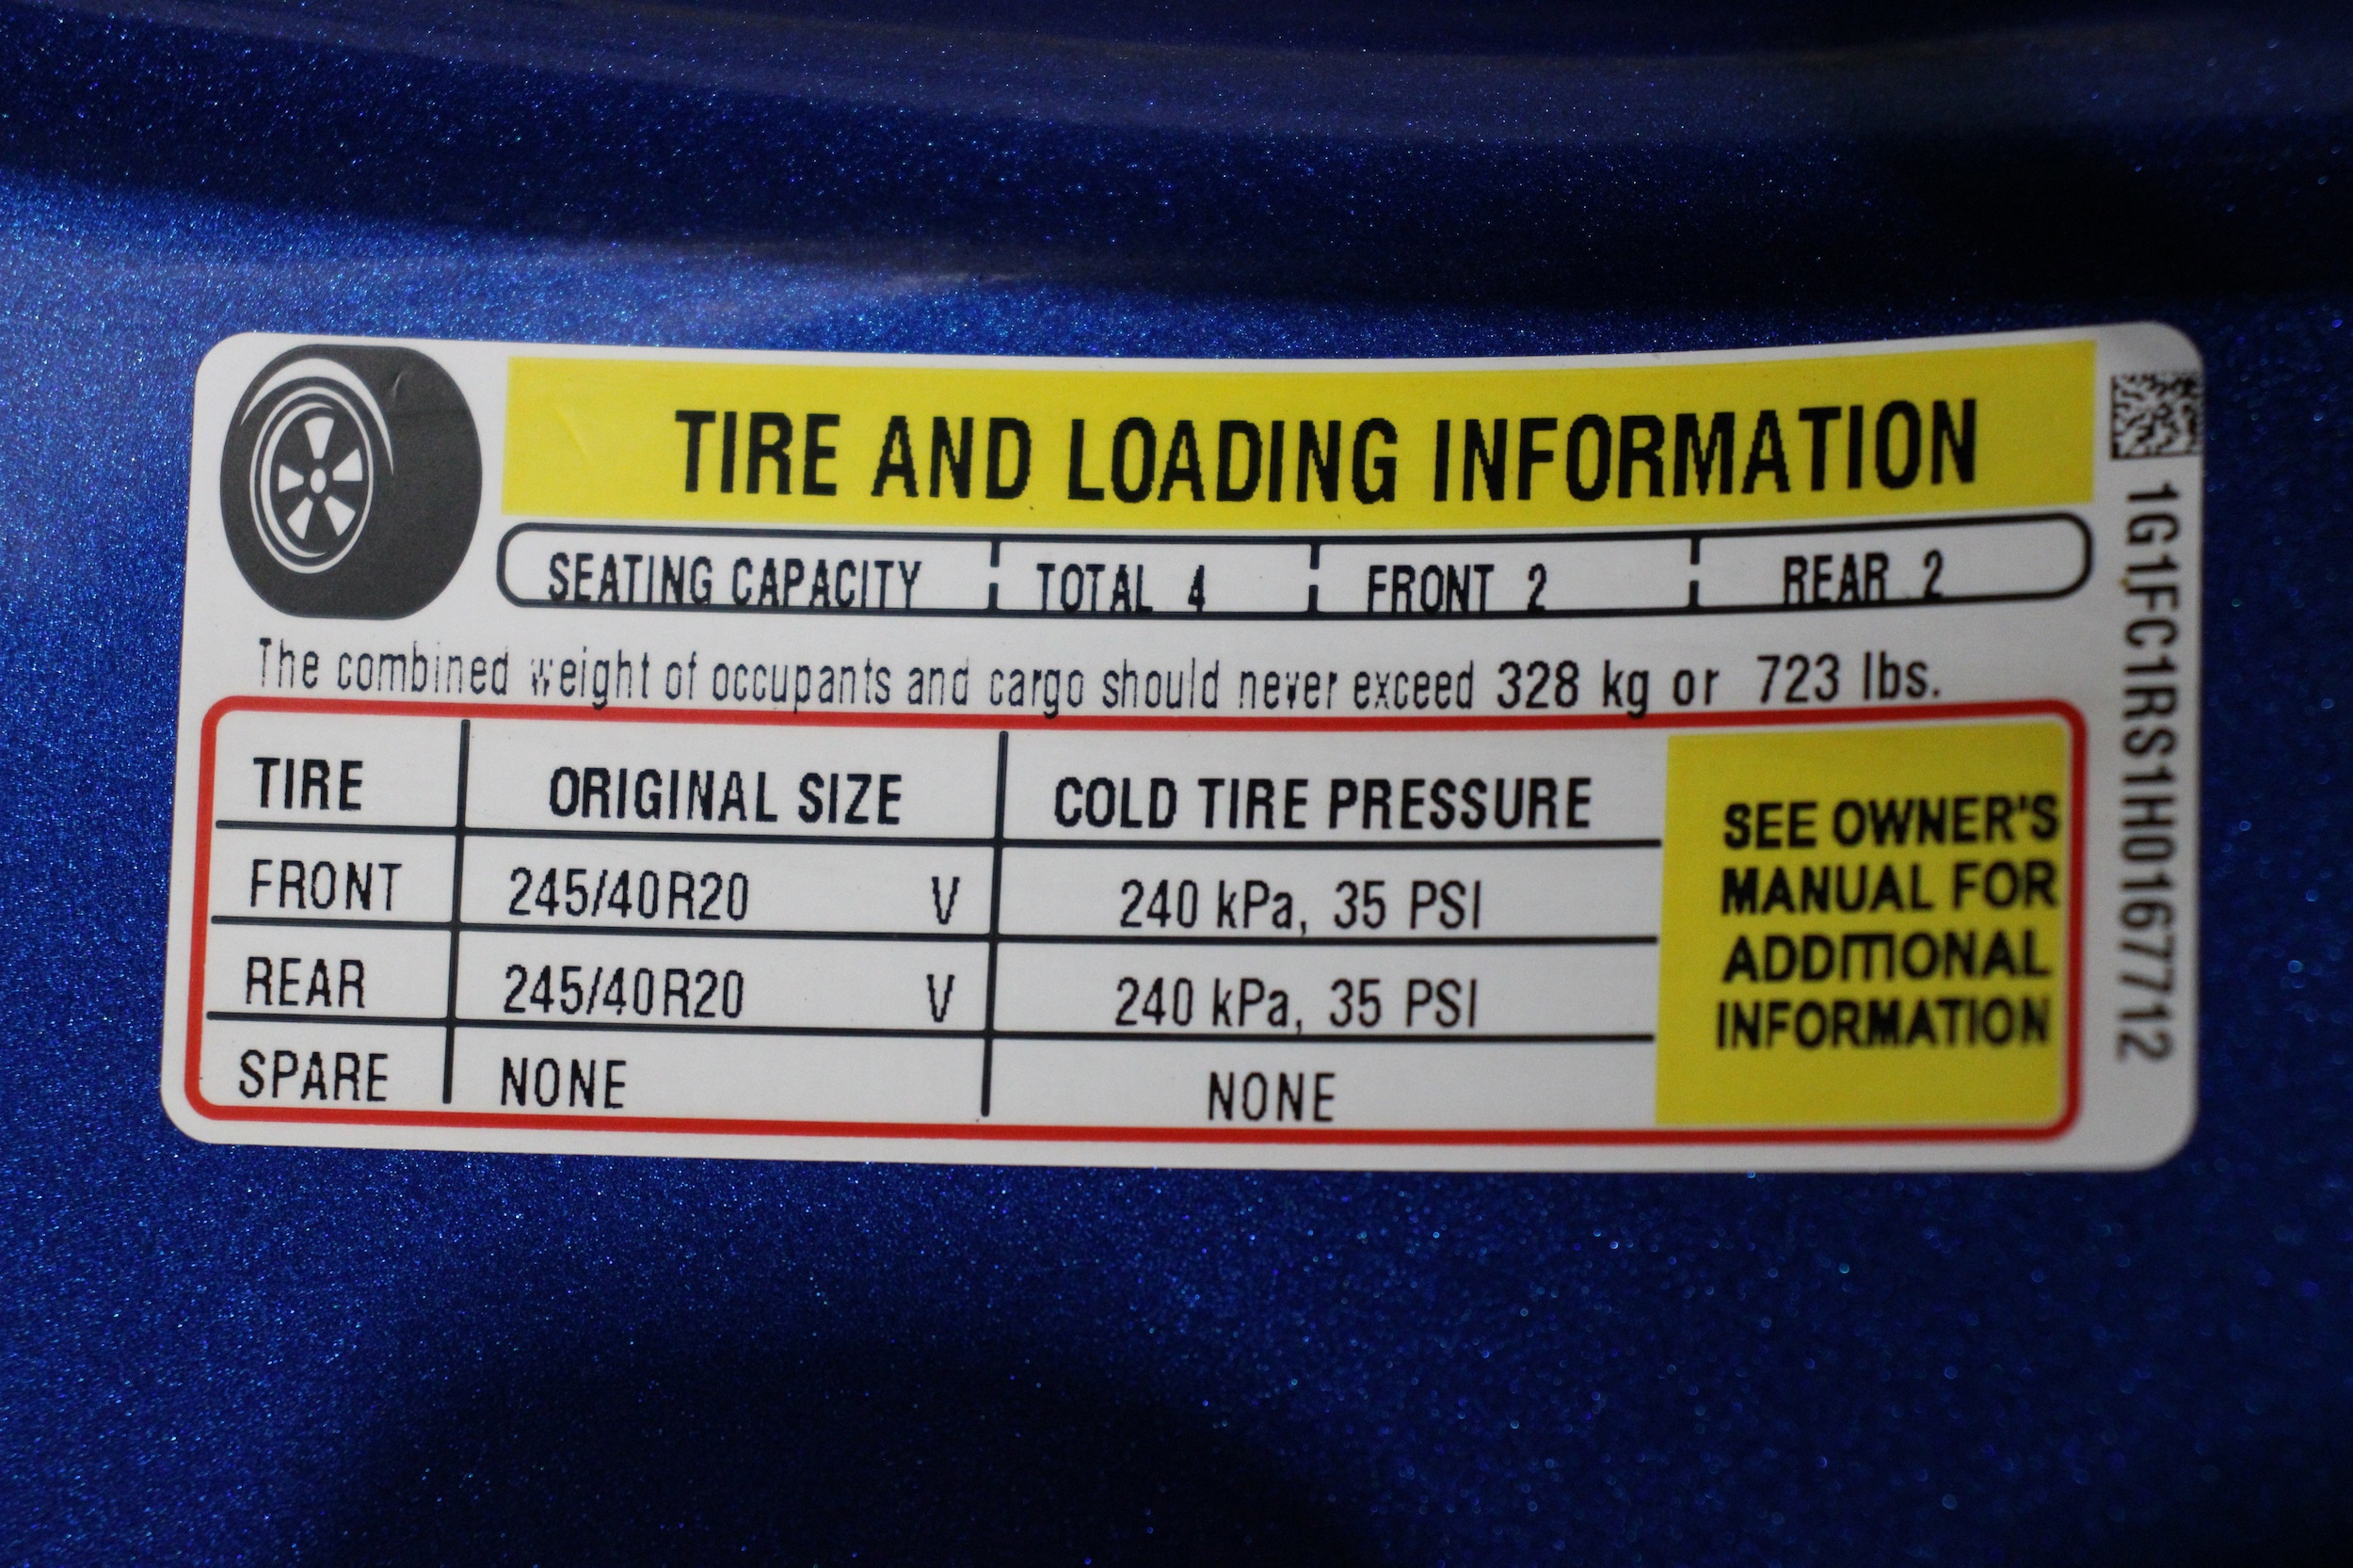 TIRE AND LOADING INFORMATION
SEATING CAPACITY TOTAL 4 FRONT 2 REAR 2
The combined weight of occupants and cargo should never exceed 328 kg or 723 lbs.
TIRE ORIGINAL SIZE COLD TIRE PRESSURE
FRONT 245/40R20 V 240 kPa, 35 PSI
REAR 245/40R20 V 240 kPa, 35 PSI
SPARE NONE NONE
SEE OWNER'S
MANUAL FOR
ADDITIONAL
INFORMATION
1G1FC1RS1H0167712